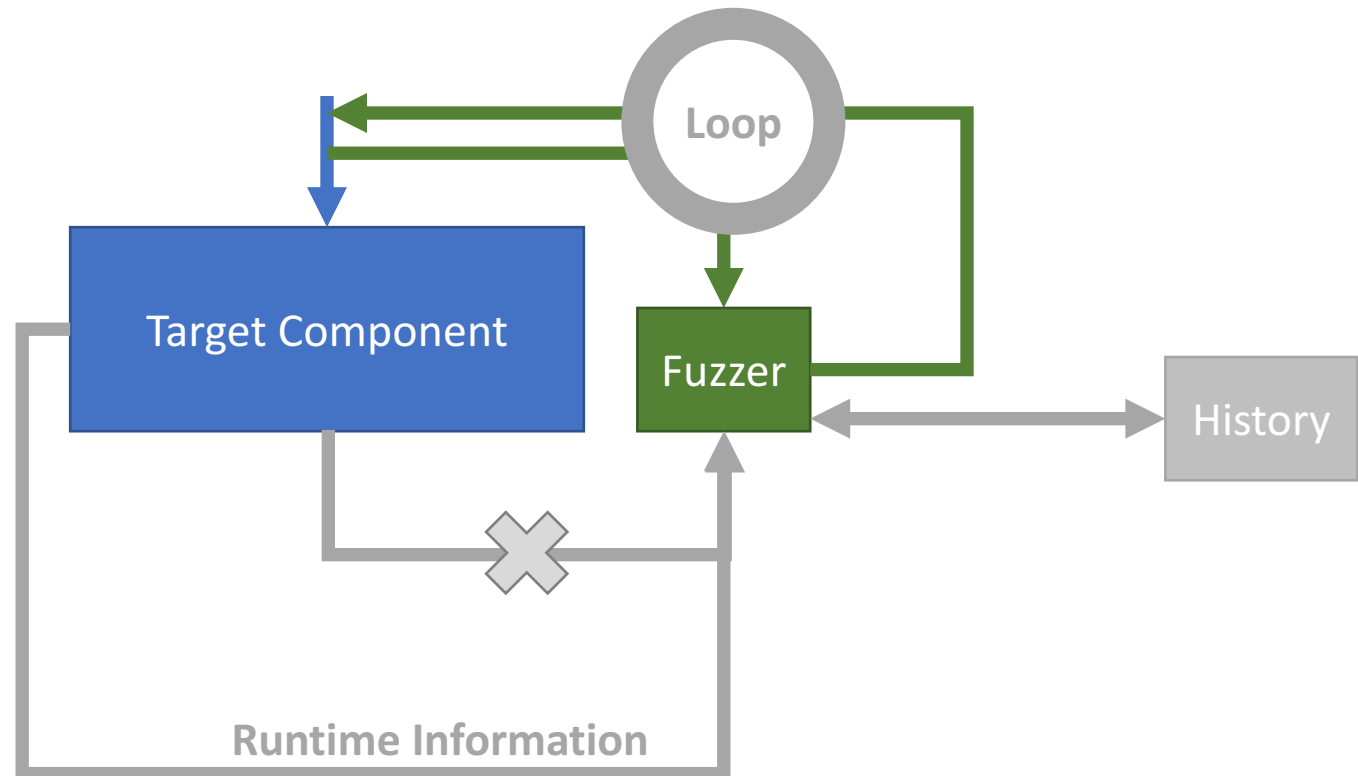 Loop
Target Component
Fuzzer
History
Runtime Information